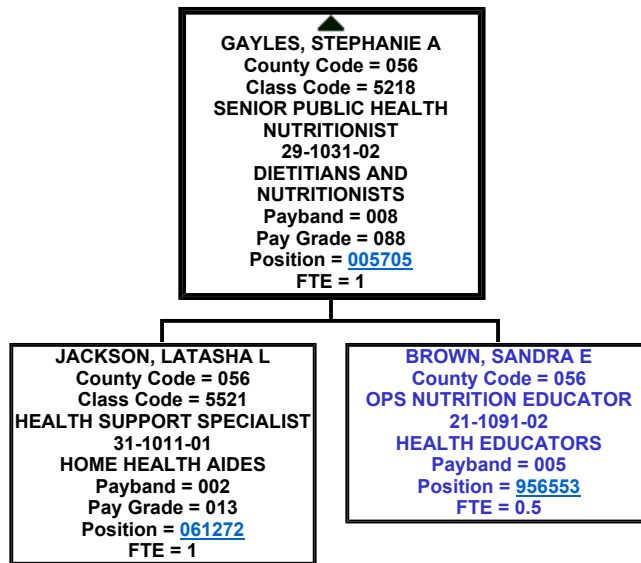 GAYLES, STEPHANIE A
County Code = 056
Class Code = 5218
SENIOR PUBLIC HEALTH
NUTRITIONIST
29-1031-02
DIETITIANS AND
NUTRITIONISTS
Payband = 008
Pay Grade = 088
Position = 005705
FTE = 1
JACKSON, LATASHA L
County Code = 056
Class Code = 5521
HEALTH SUPPORT SPECIALIST
31-1011-01
HOME HEALTH AIDES
Payband = 002
Pay Grade = 013
Position = 061272
FTE = 1
BROWN, SANDRA E
County Code = 056
OPS NUTRITION EDUCATOR
21-1091-02
HEALTH EDUCATORS
Payband = 005
Position = 956553
FTE = 0.5